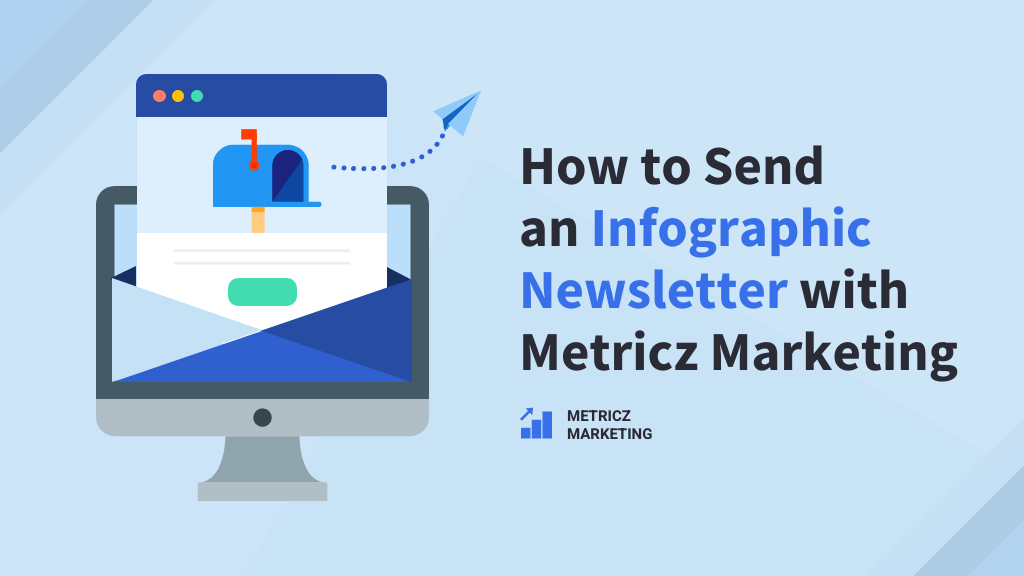 How to Send
an Infographic
Newsletter with
Metricz Marketing
METRICZ
MARKETING